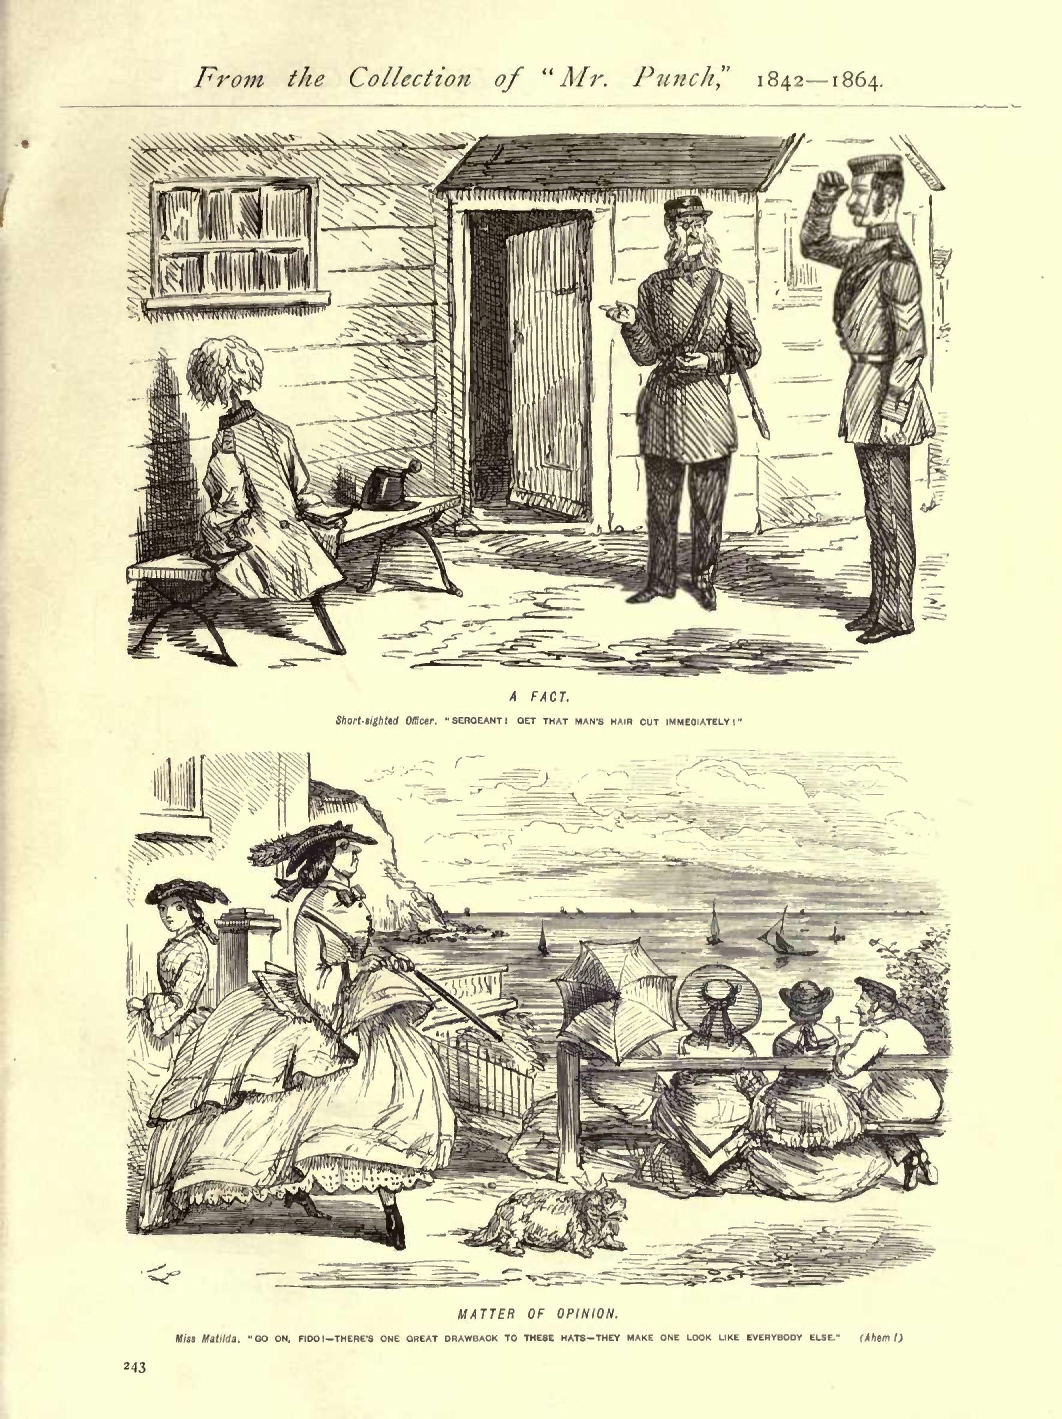 From the Collection of “Mr. Punch,” 1842—1864.
A FACT.
Short-sighted Officer. “SERGEANT! GET THAT MAN'S HAIR CUT IMMEDIATELY!”
JL
MATTER OF OPINION.
Miss Matilda. “GO ON, FIDO!—THERE'S ONE GREAT DRAWBACK TO THESE HATS—THEY MAKE ONE LOOK LIKE EVERYBODY ELSE.” (Ahem!)
243